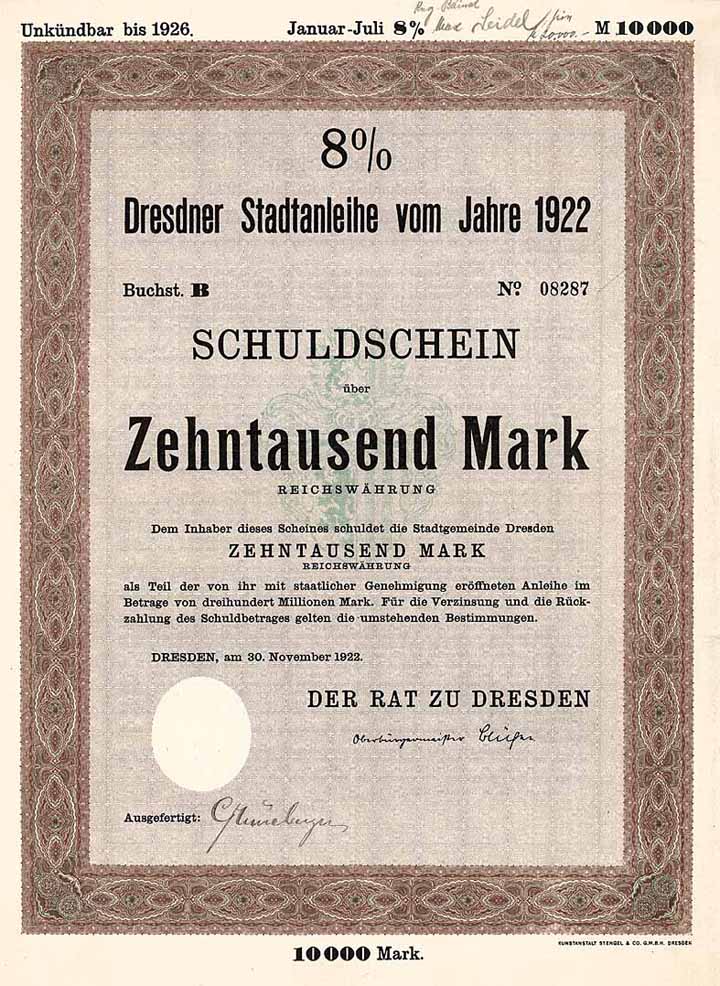 Unkündbar bis 1926. Januar-Juli 8% M 10000
Max Seidel
8%
Dresdner Stadtanleihe vom Jahre 1922
Buchst. B Nº 08287
SCHULDSCHEIN
über
Zehntausend Mark
REICHSWÄHRUNG
Dem Inhaber dieses Scheines schuldet die Stadtgemeinde Dresden
ZEHNTAUSEND MARK
REICHSWÄHRUNG
als Teil der von ihr mit staatlicher Genehmigung eröffneten Anleihe im
Betrage von dreihundert Millionen Mark. Für die Verzinsung und die Rück-
zahlung des Schuldbetrages gelten die umstehenden Bestimmungen.
DRESDEN, am 30. November 1922.
DER RAT ZU DRESDEN
Oberbürgermeister Blüher
Ausgefertigt:
KUNSTANSTALT STENGEL & CO. G.M.B.H. DRESDEN
10000 Mark.